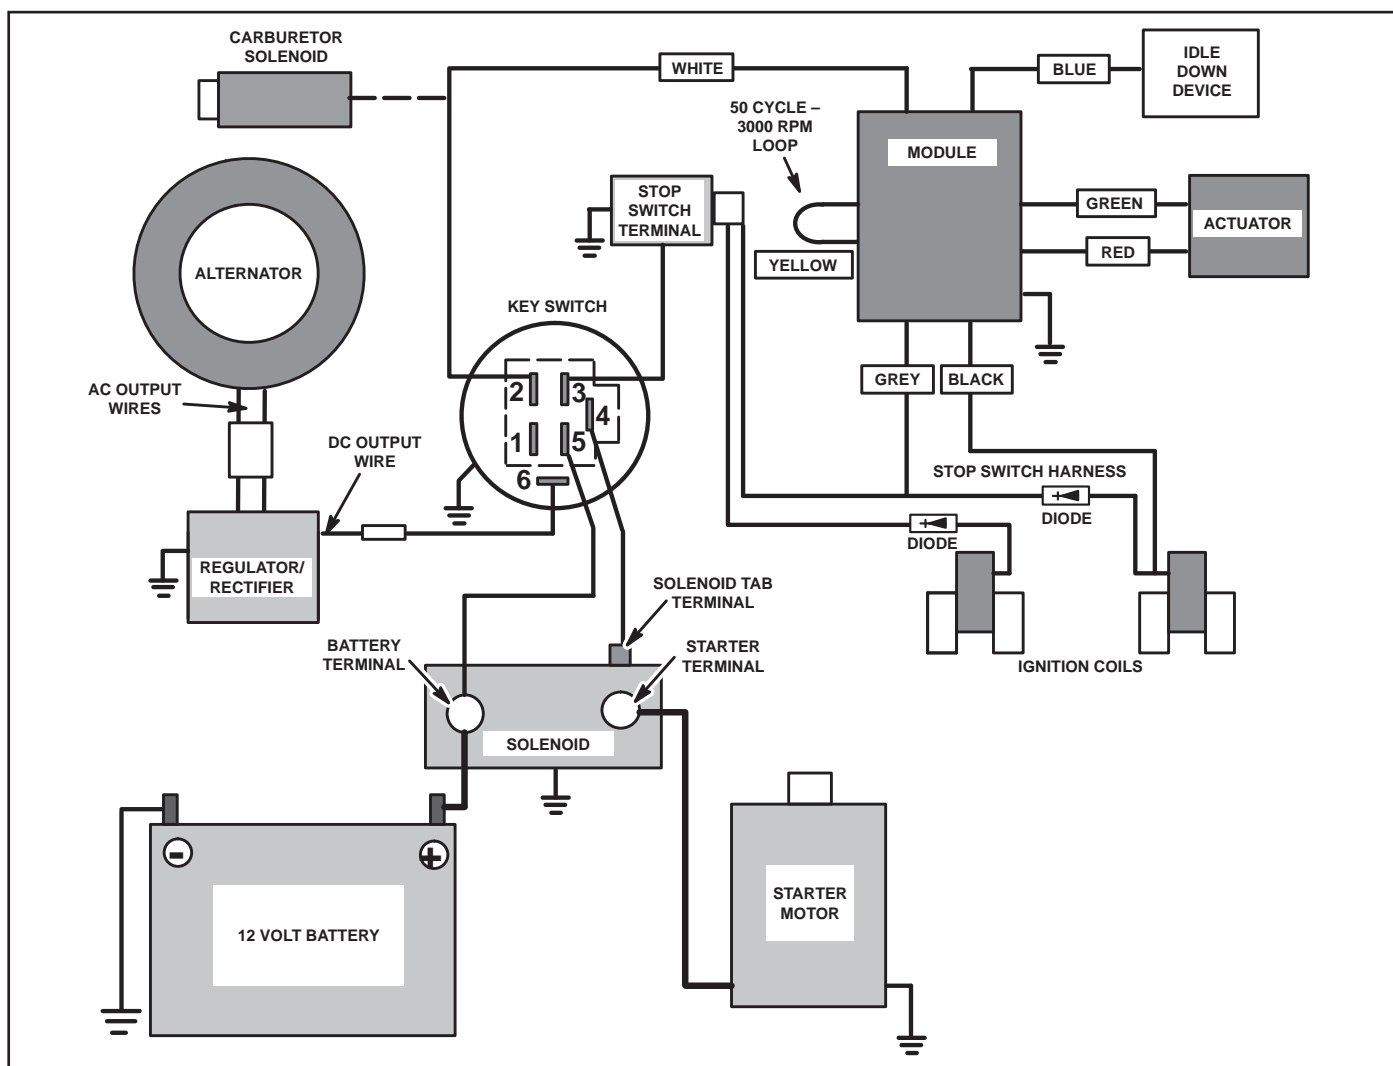 CARBURETOR
SOLENOID
WHITE
BLUE
IDLE
DOWN
DEVICE
50 CYCLE –
3000 RPM
LOOP
MODULE
STOP
SWITCH
TERMINAL
GREEN
ACTUATOR
RED
YELLOW
ALTERNATOR
KEY SWITCH
AC OUTPUT
WIRES
2
3
4
1
5
6
GREY
BLACK
DC OUTPUT
WIRE
STOP SWITCH HARNESS
DIODE
DIODE
REGULATOR/
RECTIFIER
SOLENOID TAB
TERMINAL
BATTERY
TERMINAL
STARTER
TERMINAL
IGNITION COILS
SOLENOID
-
+
12 VOLT BATTERY
STARTER
MOTOR